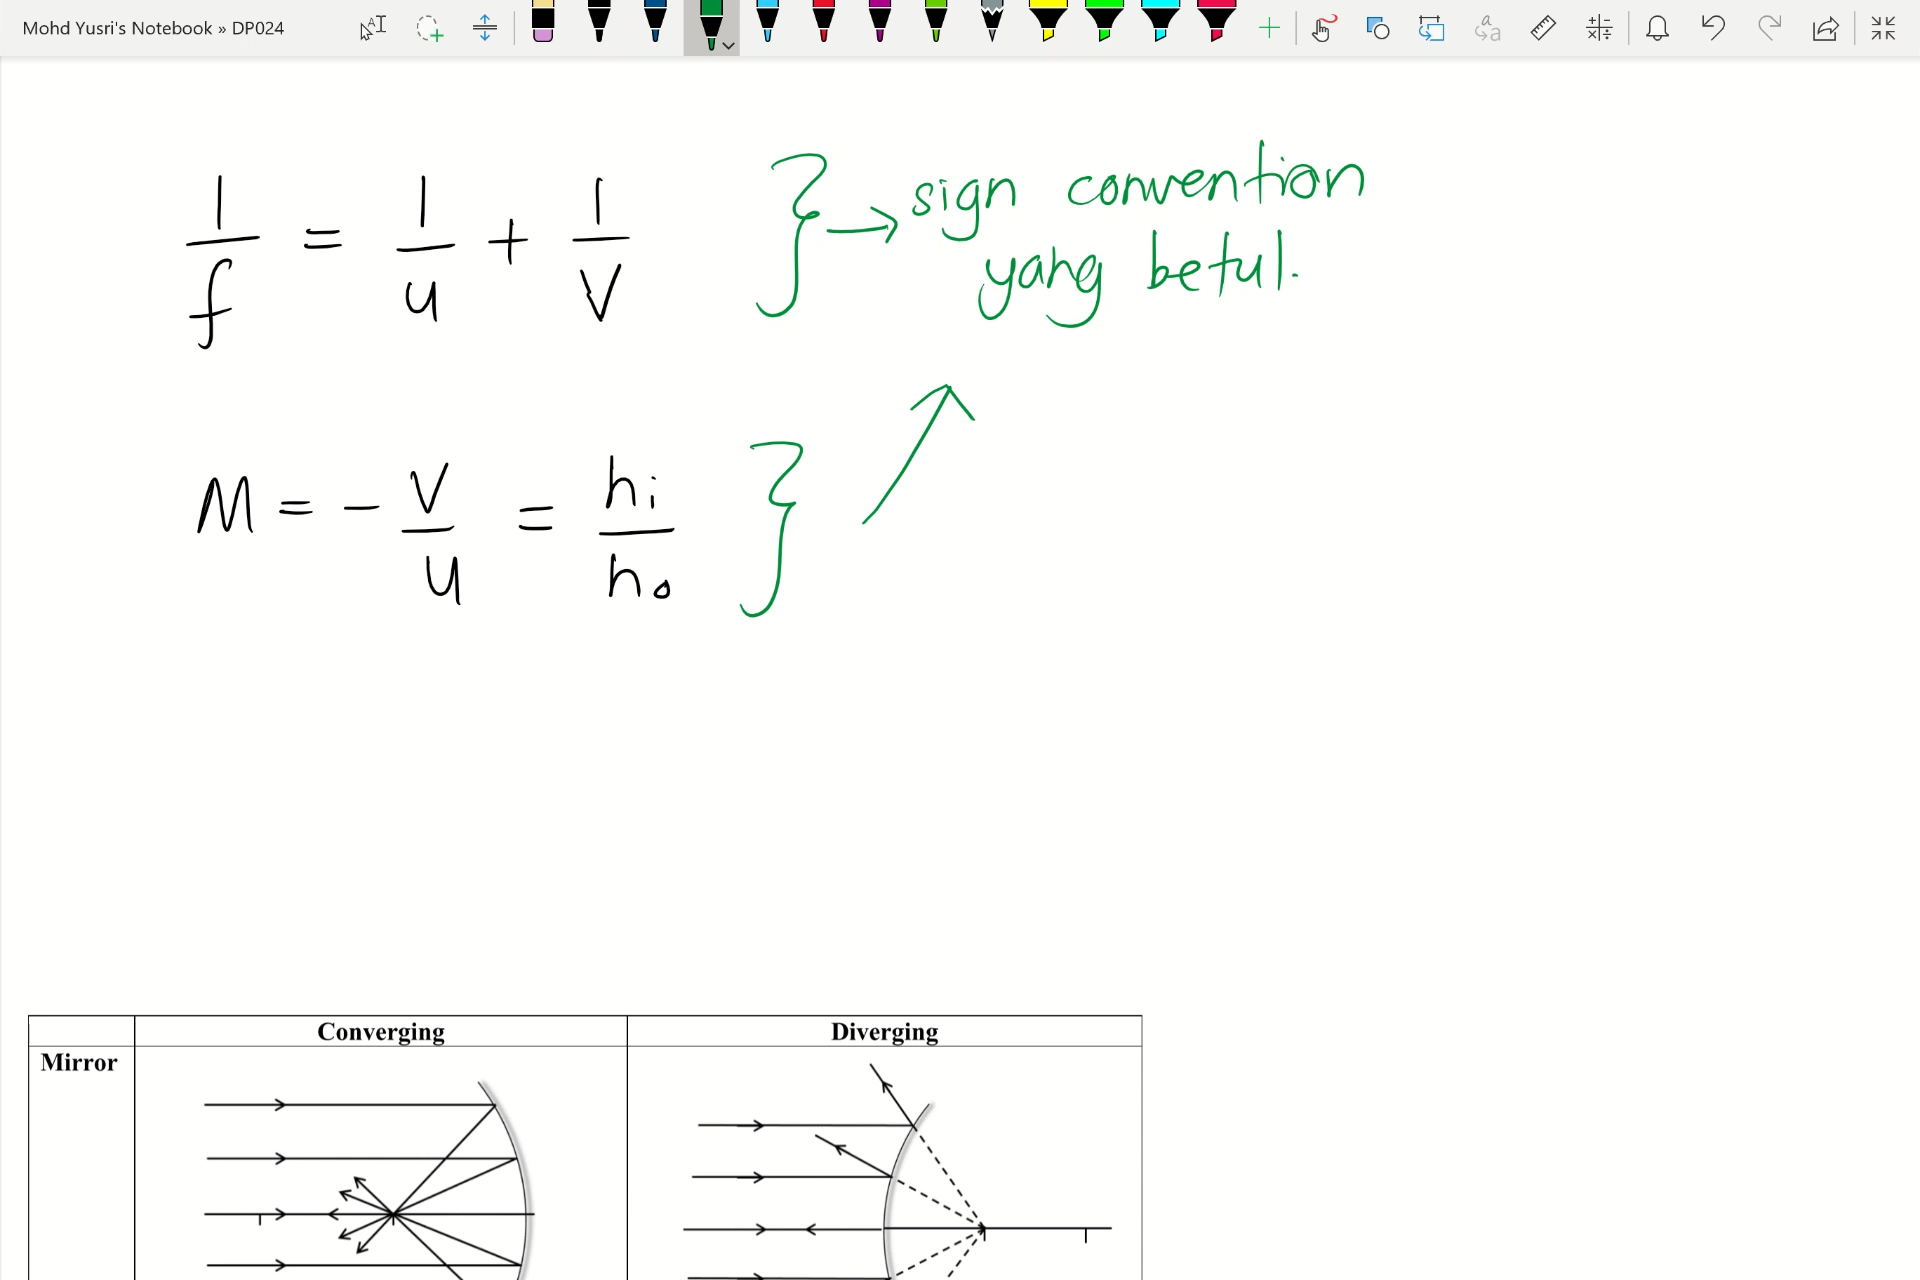 Mohd Yusri's Notebook » DP024
1/f = 1/u + 1/v
sign convention
yang betul.
M = - v/u = hi/ho
Converging
Diverging
Mirror